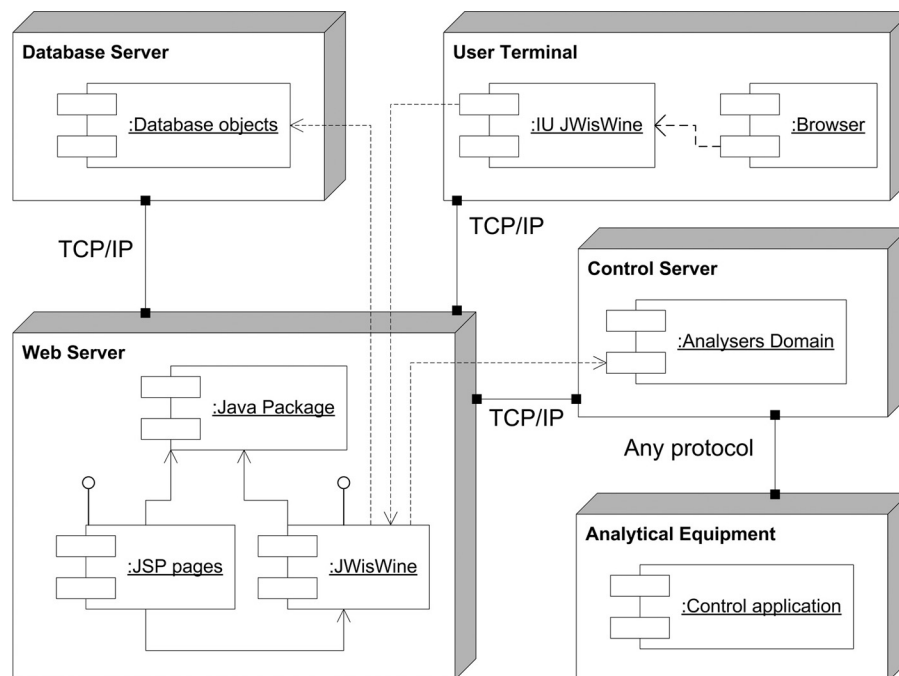 Database Server
:Database objects
User Terminal
:IU JWisWine
:Browser
TCP/IP
TCP/IP
Control Server
:Analysers Domain
Web Server
:Java Package
TCP/IP
Any protocol
:JSP pages
:JWisWine
Analytical Equipment
:Control application